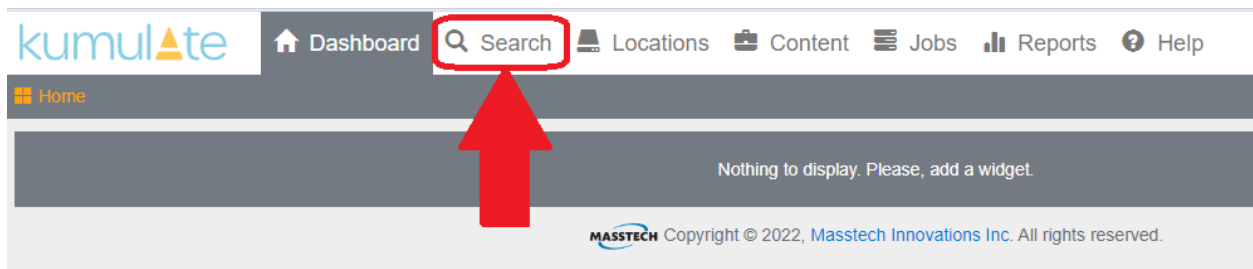 kumulate Dashboard Search Locations Content Jobs Reports Help
Home
Nothing to display. Please, add a widget.
MASSTECH Copyright © 2022, Masstech Innovations Inc. All rights reserved.